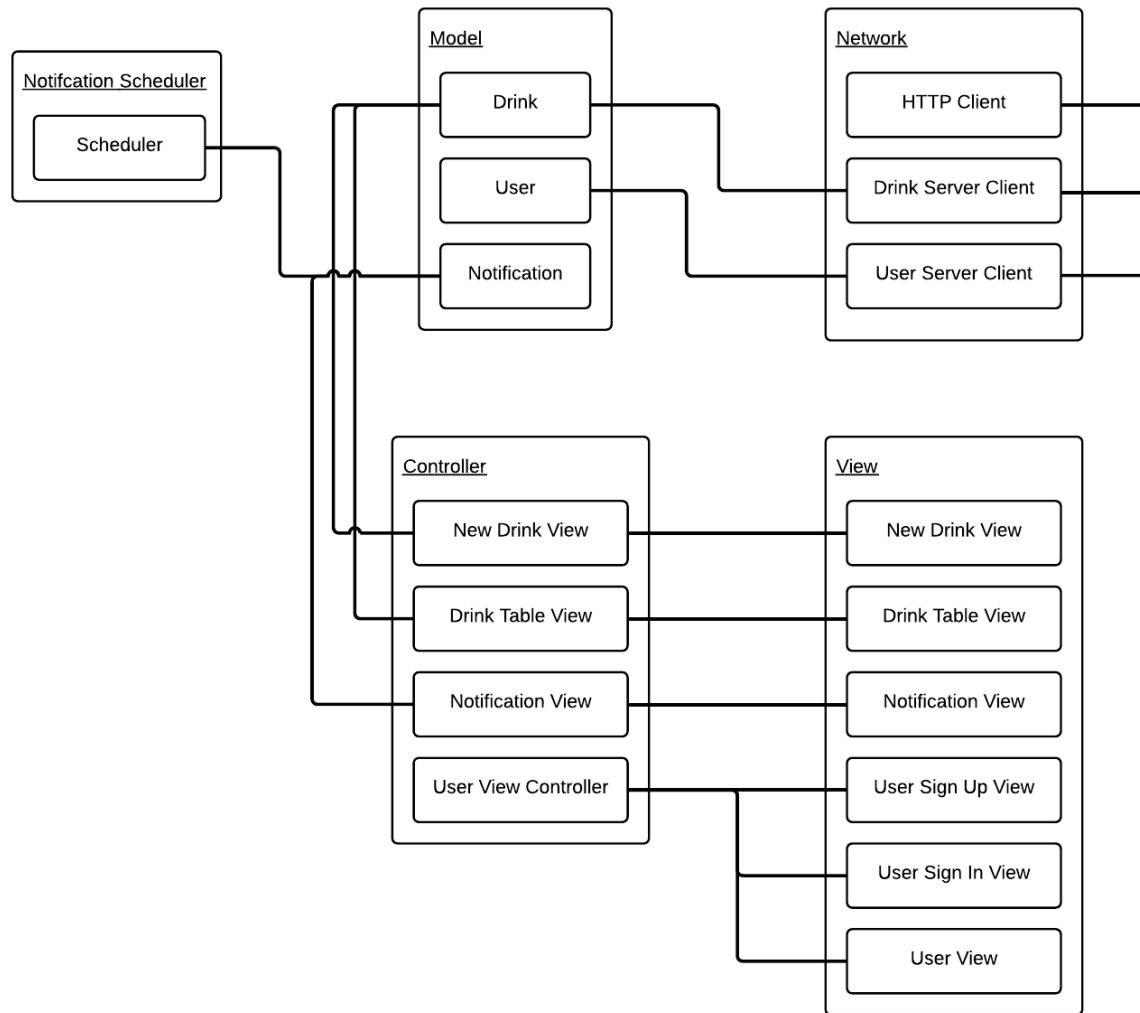 Notifcation Scheduler
Scheduler
Model
Drink
User
Notification
Network
HTTP Client
Drink Server Client
User Server Client
Controller
New Drink View
Drink Table View
Notification View
User View Controller
View
New Drink View
Drink Table View
Notification View
User Sign Up View
User Sign In View
User View